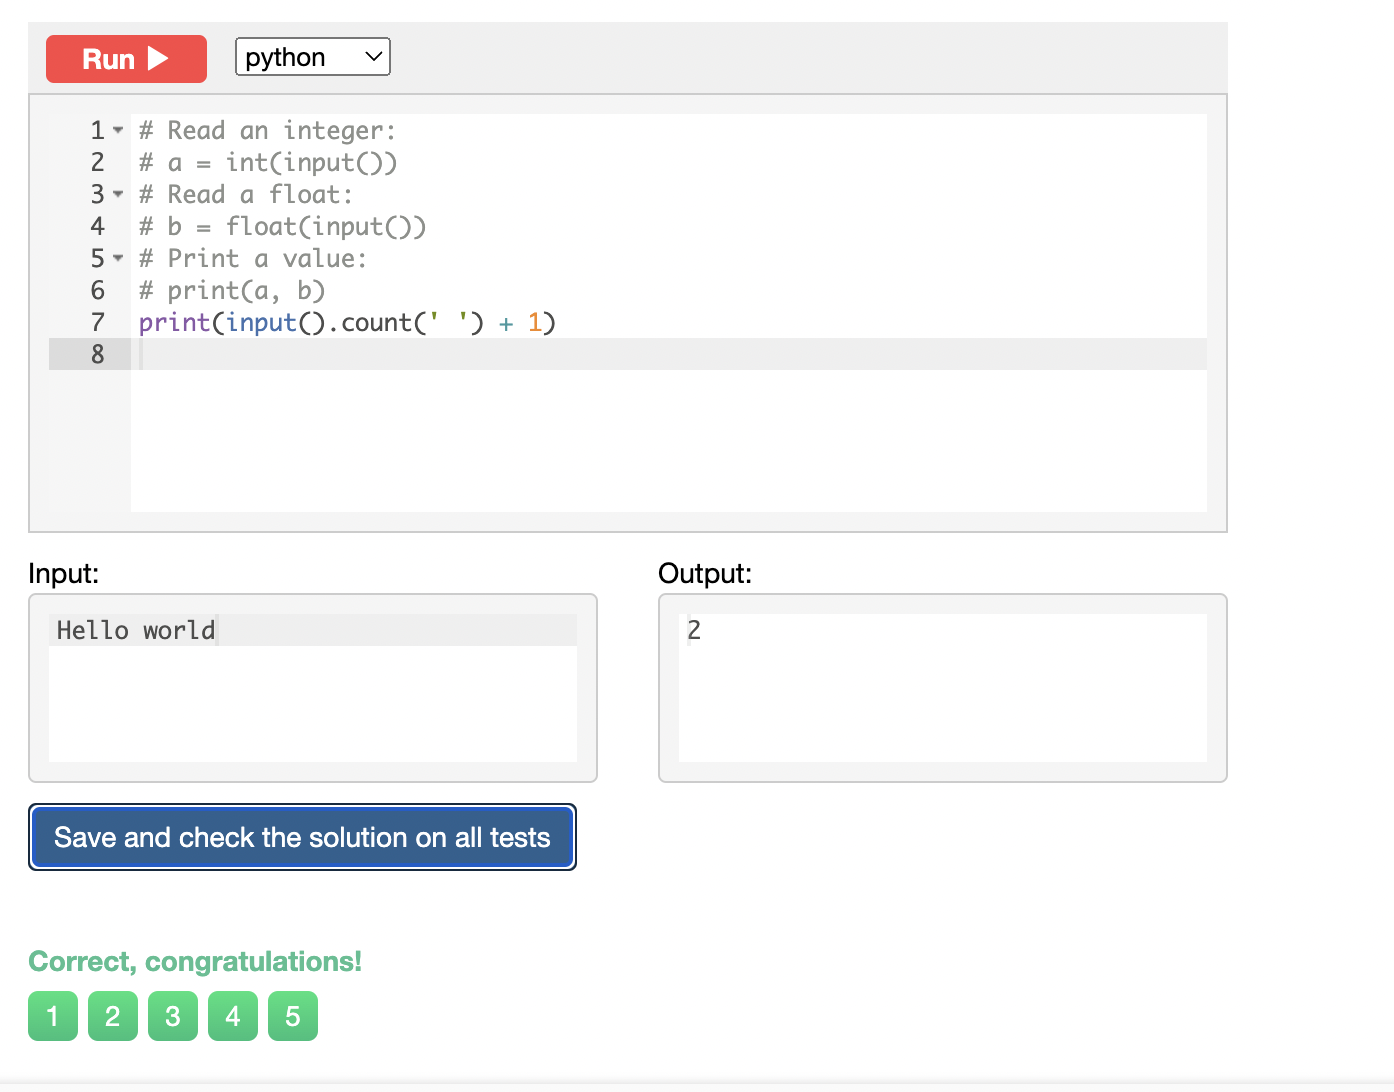 Run
python
1 # Read an integer:
2 # a = int(input())
3 # Read a float:
4 # b = float(input())
5 # Print a value:
6 # print(a, b)
7 print(input().count(' ') + 1)
8
Input:
Output:
Hello world
2
Save and check the solution on all tests
Correct, congratulations!
1 2 3 4 5